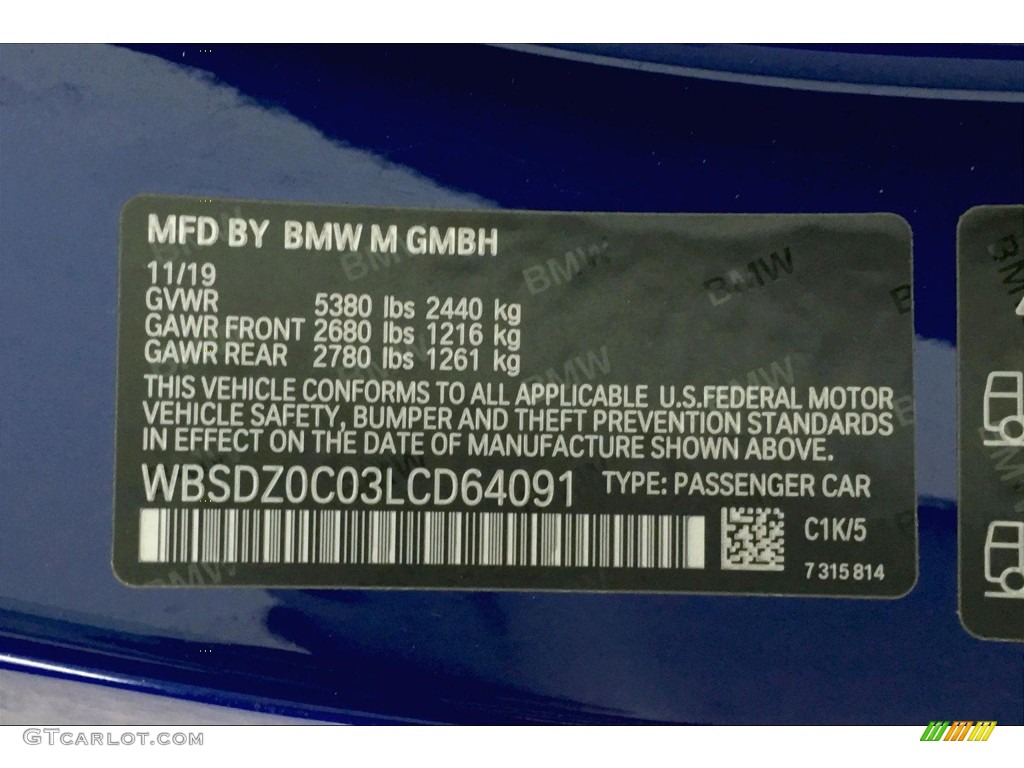 MFD BY BMW M GMBH
11/19
GVWR 5380 lbs 2440 kg
GAWR FRONT 2680 lbs 1216 kg
GAWR REAR 2780 lbs 1261 kg
THIS VEHICLE CONFORMS TO ALL APPLICABLE U.S.FEDERAL MOTOR
VEHICLE SAFETY, BUMPER AND THEFT PREVENTION STANDARDS
IN EFFECT ON THE DATE OF MANUFACTURE SHOWN ABOVE.
WBSDZ0C03LCD64091 TYPE: PASSENGER CAR
C1K/5
7 315 814
GTCARLOT.COM